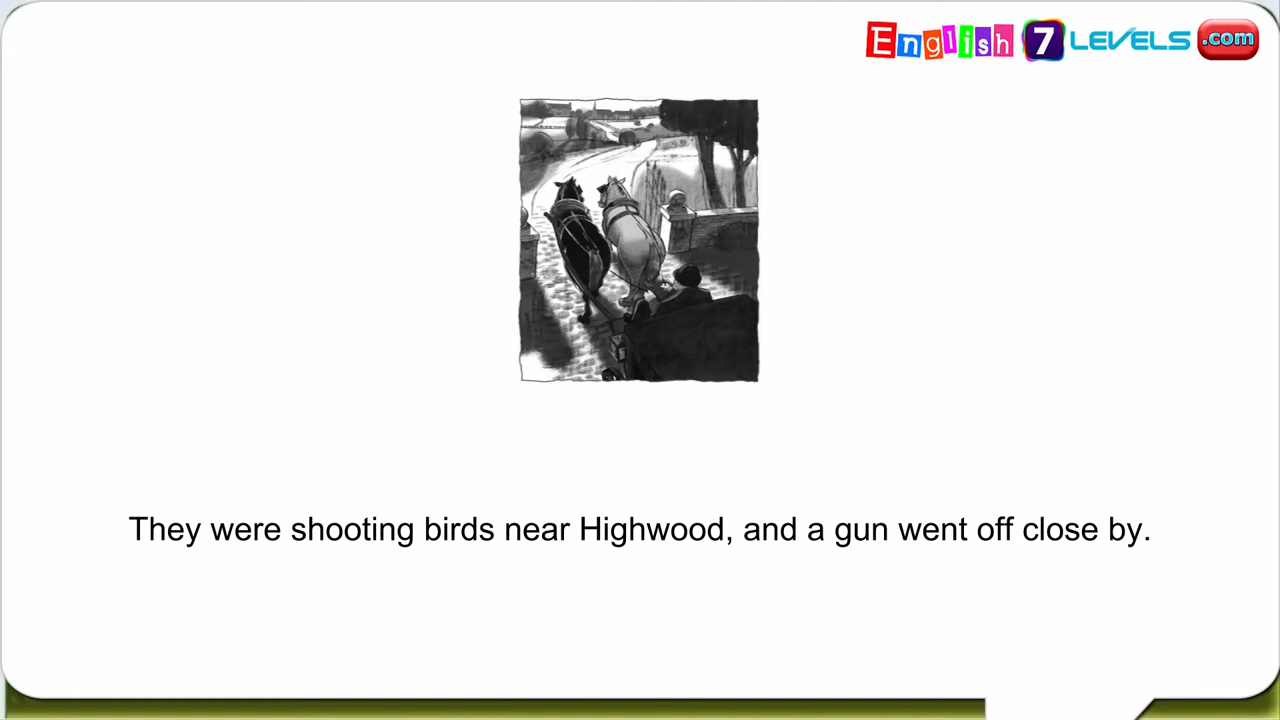 English 7 LEVELS .com
They were shooting birds near Highwood, and a gun went off close by.